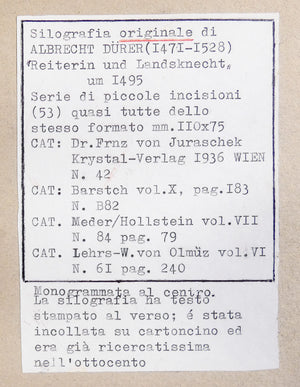 Silografia originale di
ALBRECHT DÜRER(I47I-I528)
"Reiterin und Landsknecht"
um I495
Serie di piccole incisioni
(53) quasi tutte dello
stesso formato mm.IIOx75
CAT: Dr.Frnz von Juraschek
Krystal-Verlag I936 WIEN
N. 42
CAT: Barstch vol.X, pag.I83
N. B82
CAT. Meder/Hollstein vol.VII
N. 84 pag. 79
CAT. Lehrs-W.von Olmüz vol.VI
N. 6I pag. 240
Monogrammata al centro.
La silografia ha testo
stampato al verso; é stata
incollata su cartoncino ed
era già ricercatissima
nell'ottocento